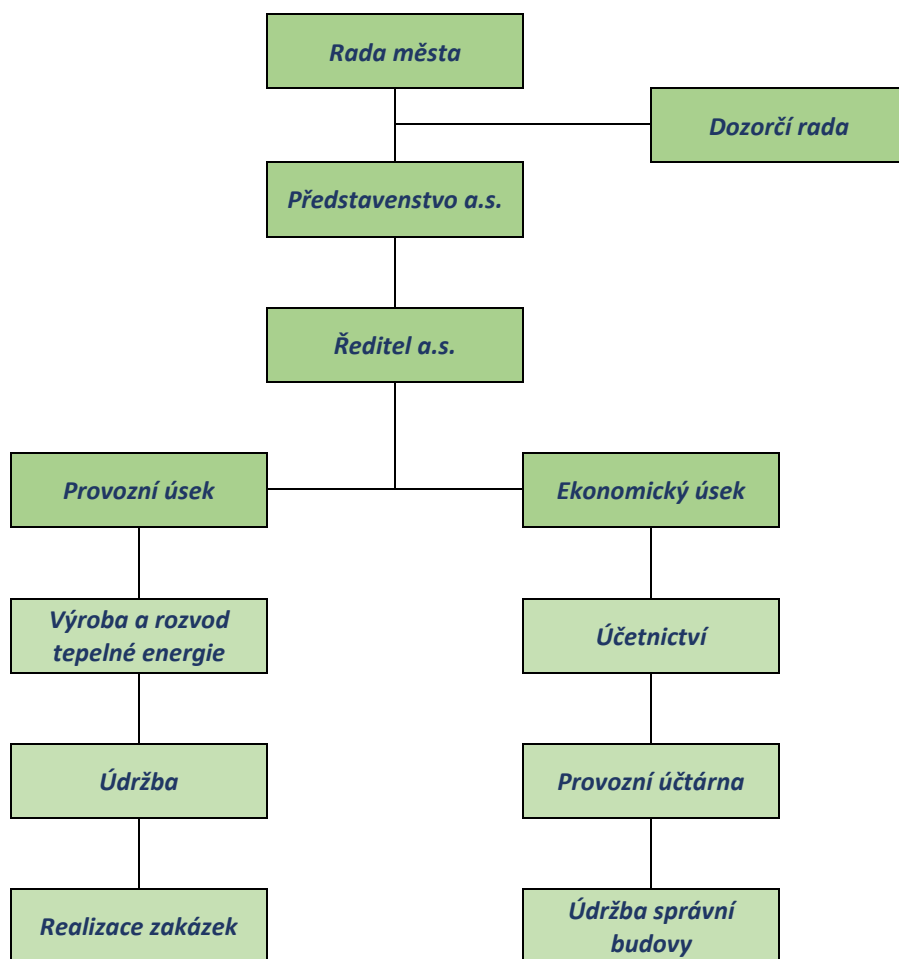 Rada města
Dozorčí rada
Představenstvo a.s.
Ředitel a.s.
Provozní úsek
Ekonomický úsek
Výroba a rozvod
tepelné energie
Účetnictví
Údržba
Provozní účtárna
Realizace zakázek
Údržba správní
budovy